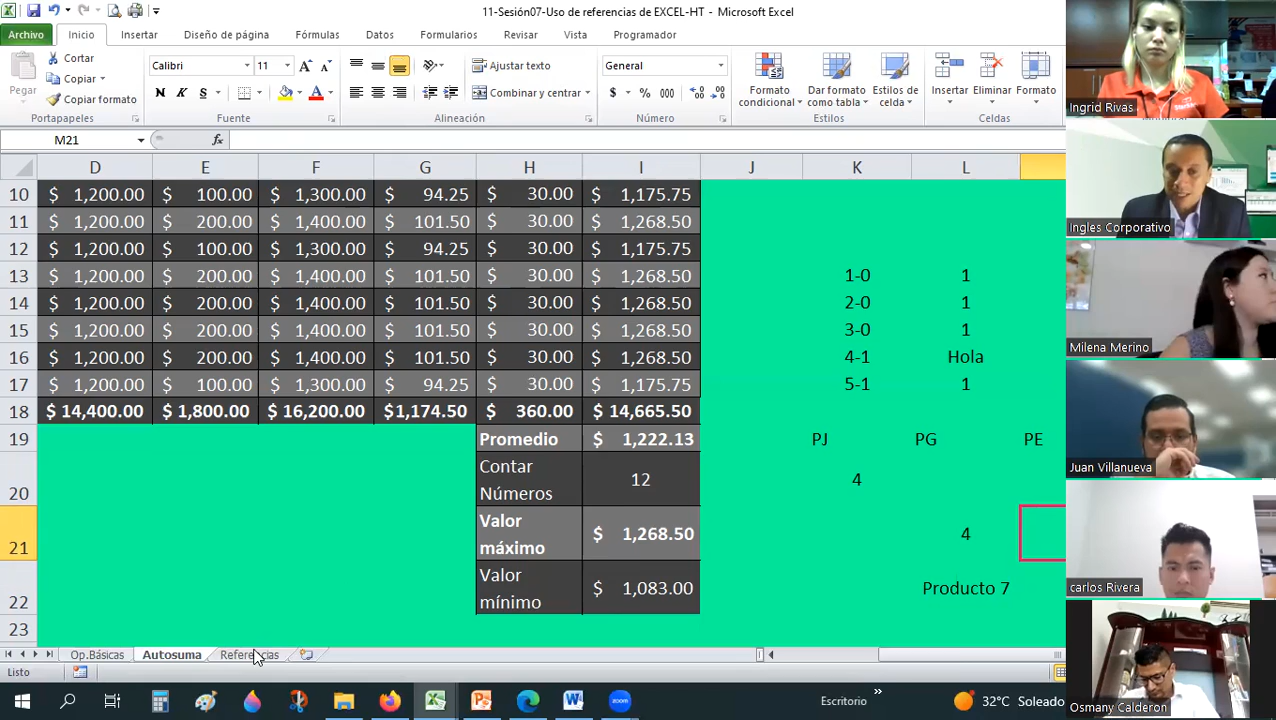 11-Sesión07-Uso de referencias de EXCEL-HT - Microsoft Excel
Archivo Inicio Insertar Diseño de página Fórmulas Datos Formularios Revisar Vista Programador
Pegar
Cortar
Copiar
Copiar formato
Portapapeles
Calibri 11
N K S
Fuente
Ajustar texto
Combinar y centrar
Alineación
General
$ % 000
Número
Formato condicional
Dar formato como tabla
Estilos de celda
Estilos
Insertar Eliminar Formato
Celdas
M21 fx
D E F G H I J K L
10 $ 1,200.00 $ 100.00 $ 1,300.00 $ 94.25 $ 30.00 $ 1,175.75
11 $ 1,200.00 $ 200.00 $ 1,400.00 $ 101.50 $ 30.00 $ 1,268.50
12 $ 1,200.00 $ 100.00 $ 1,300.00 $ 94.25 $ 30.00 $ 1,175.75
13 $ 1,200.00 $ 200.00 $ 1,400.00 $ 101.50 $ 30.00 $ 1,268.50 1-0 1
14 $ 1,200.00 $ 200.00 $ 1,400.00 $ 101.50 $ 30.00 $ 1,268.50 2-0 1
15 $ 1,200.00 $ 200.00 $ 1,400.00 $ 101.50 $ 30.00 $ 1,268.50 3-0 1
16 $ 1,200.00 $ 200.00 $ 1,400.00 $ 101.50 $ 30.00 $ 1,268.50 4-1 Hola
17 $ 1,200.00 $ 100.00 $ 1,300.00 $ 94.25 $ 30.00 $ 1,175.75 5-1 1
18 $ 14,400.00 $ 1,800.00 $ 16,200.00 $1,174.50 $ 360.00 $ 14,665.50
19 Promedio $ 1,222.13 PJ PG PE
20 Contar Números 12 4
21 Valor máximo $ 1,268.50 4
22 Valor mínimo $ 1,083.00 Producto 7
23
Op.Básicas Autosuma Referencias
Listo
Escritorio » 32°C Soleado
Ingrid Rivas
Ingles Corporativo
Milena Merino
Juan Villanueva
carlos Rivera
Osmany Calderon